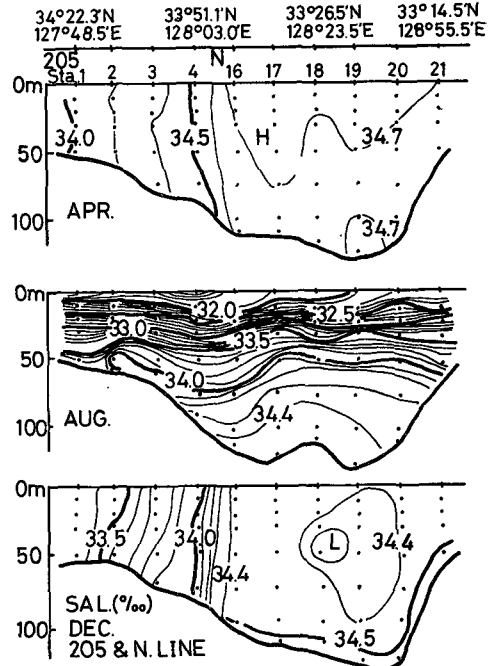 34°22.3'N 33°51.1'N 33°26.5'N 33°14.5'N
127°48.5'E 128°03.0'E 128°23.5'E 128°55.5'E
205 N
Sta.1 2 3 4 5 16 17 18 19 20 21
0m
34.0 34.5 H 34.7
50
APR.
100 34.7
0m
32.0 32.5
33.0 33.5
50
34.0
AUG. 34.4
100
0m
33.5 34.0 34.4
50 L
34.4
SAL.(‰)
DEC.
100 34.5
205 & N. LINE